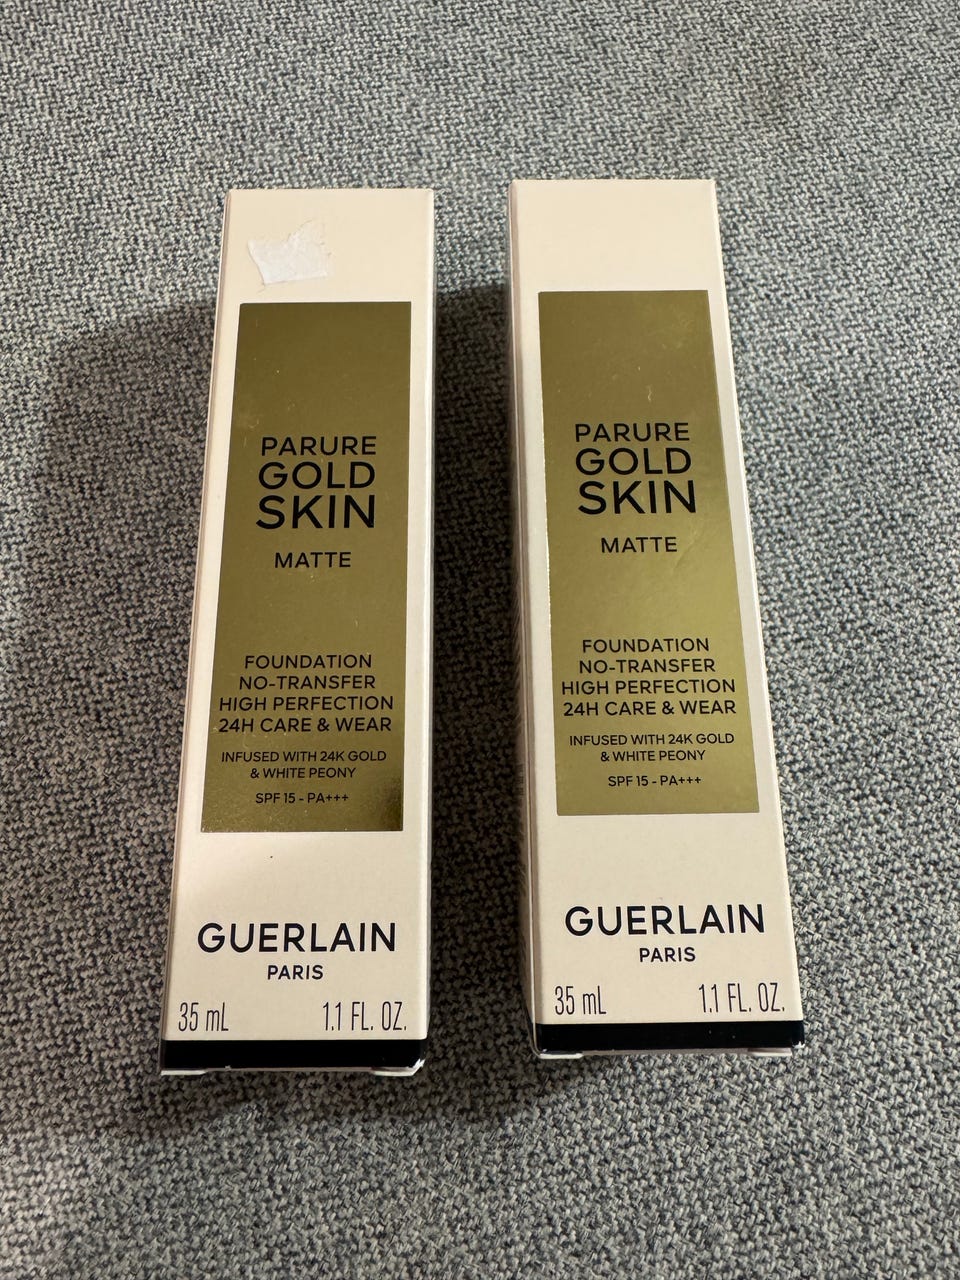 PARURE
GOLD
SKIN
MATTE
FOUNDATION
NO-TRANSFER
HIGH PERFECTION
24H CARE & WEAR
INFUSED WITH 24K GOLD
& WHITE PEONY
SPF 15 - PA+++
GUERLAIN
PARIS
35 mL 1.1 FL. OZ.
PARURE
GOLD
SKIN
MATTE
FOUNDATION
NO-TRANSFER
HIGH PERFECTION
24H CARE & WEAR
INFUSED WITH 24K GOLD
& WHITE PEONY
SPF 15 - PA+++
GUERLAIN
PARIS
35 mL 1.1 FL. OZ.